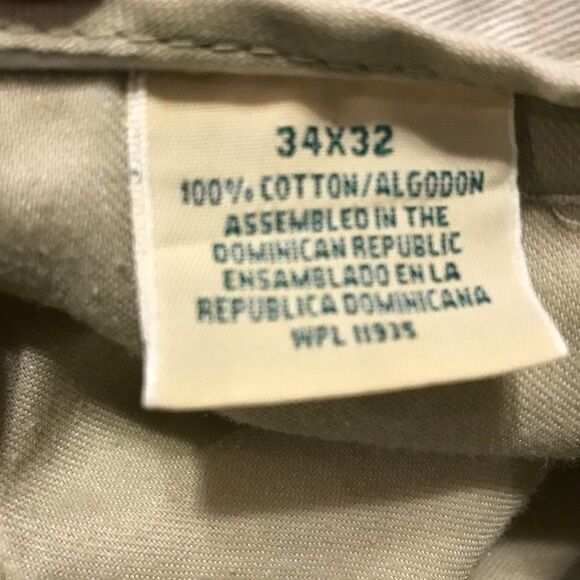 34X32
100% COTTON/ALGODON
ASSEMBLED IN THE
DOMINICAN REPUBLIC
ENSAMBLADO EN LA
REPUBLICA DOMINICANA
WPL 11935